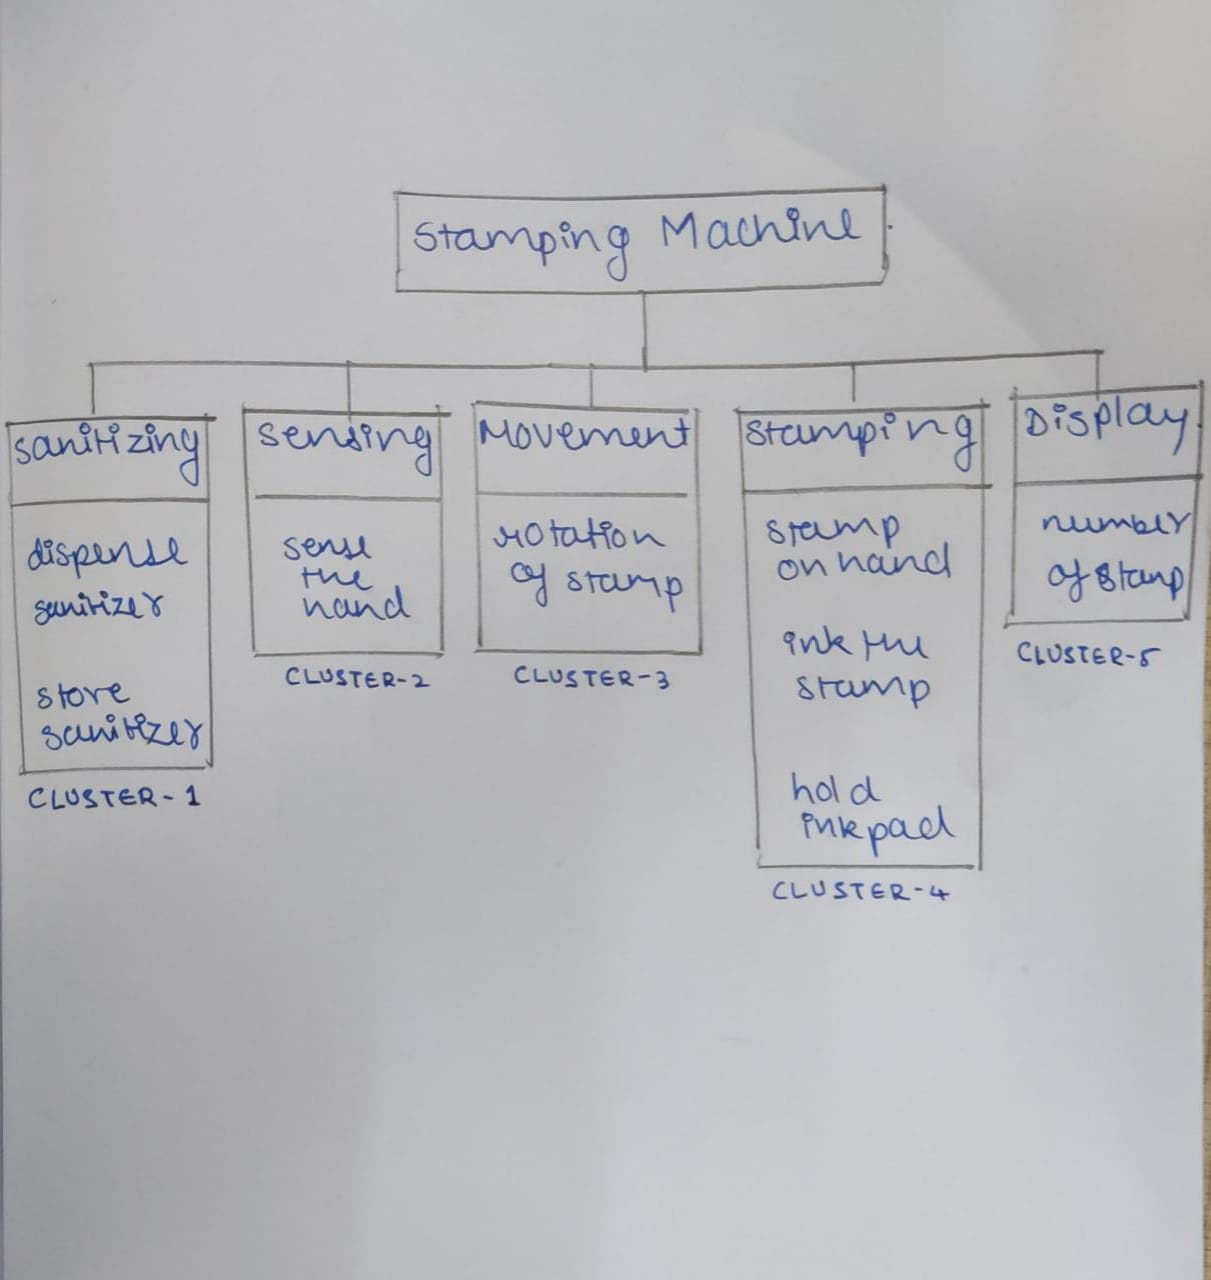 Stamping Machine
sanitizing
dispense
sanitizer
store
sanitizer
CLUSTER-1
Sensing
sense
the
hand
CLUSTER-2
Movement
rotation
of stamp
CLUSTER-3
Stamping
stamp
on hand
ink the
stamp
hold
inkpad
CLUSTER-4
Display
number
of stamp
CLUSTER-5